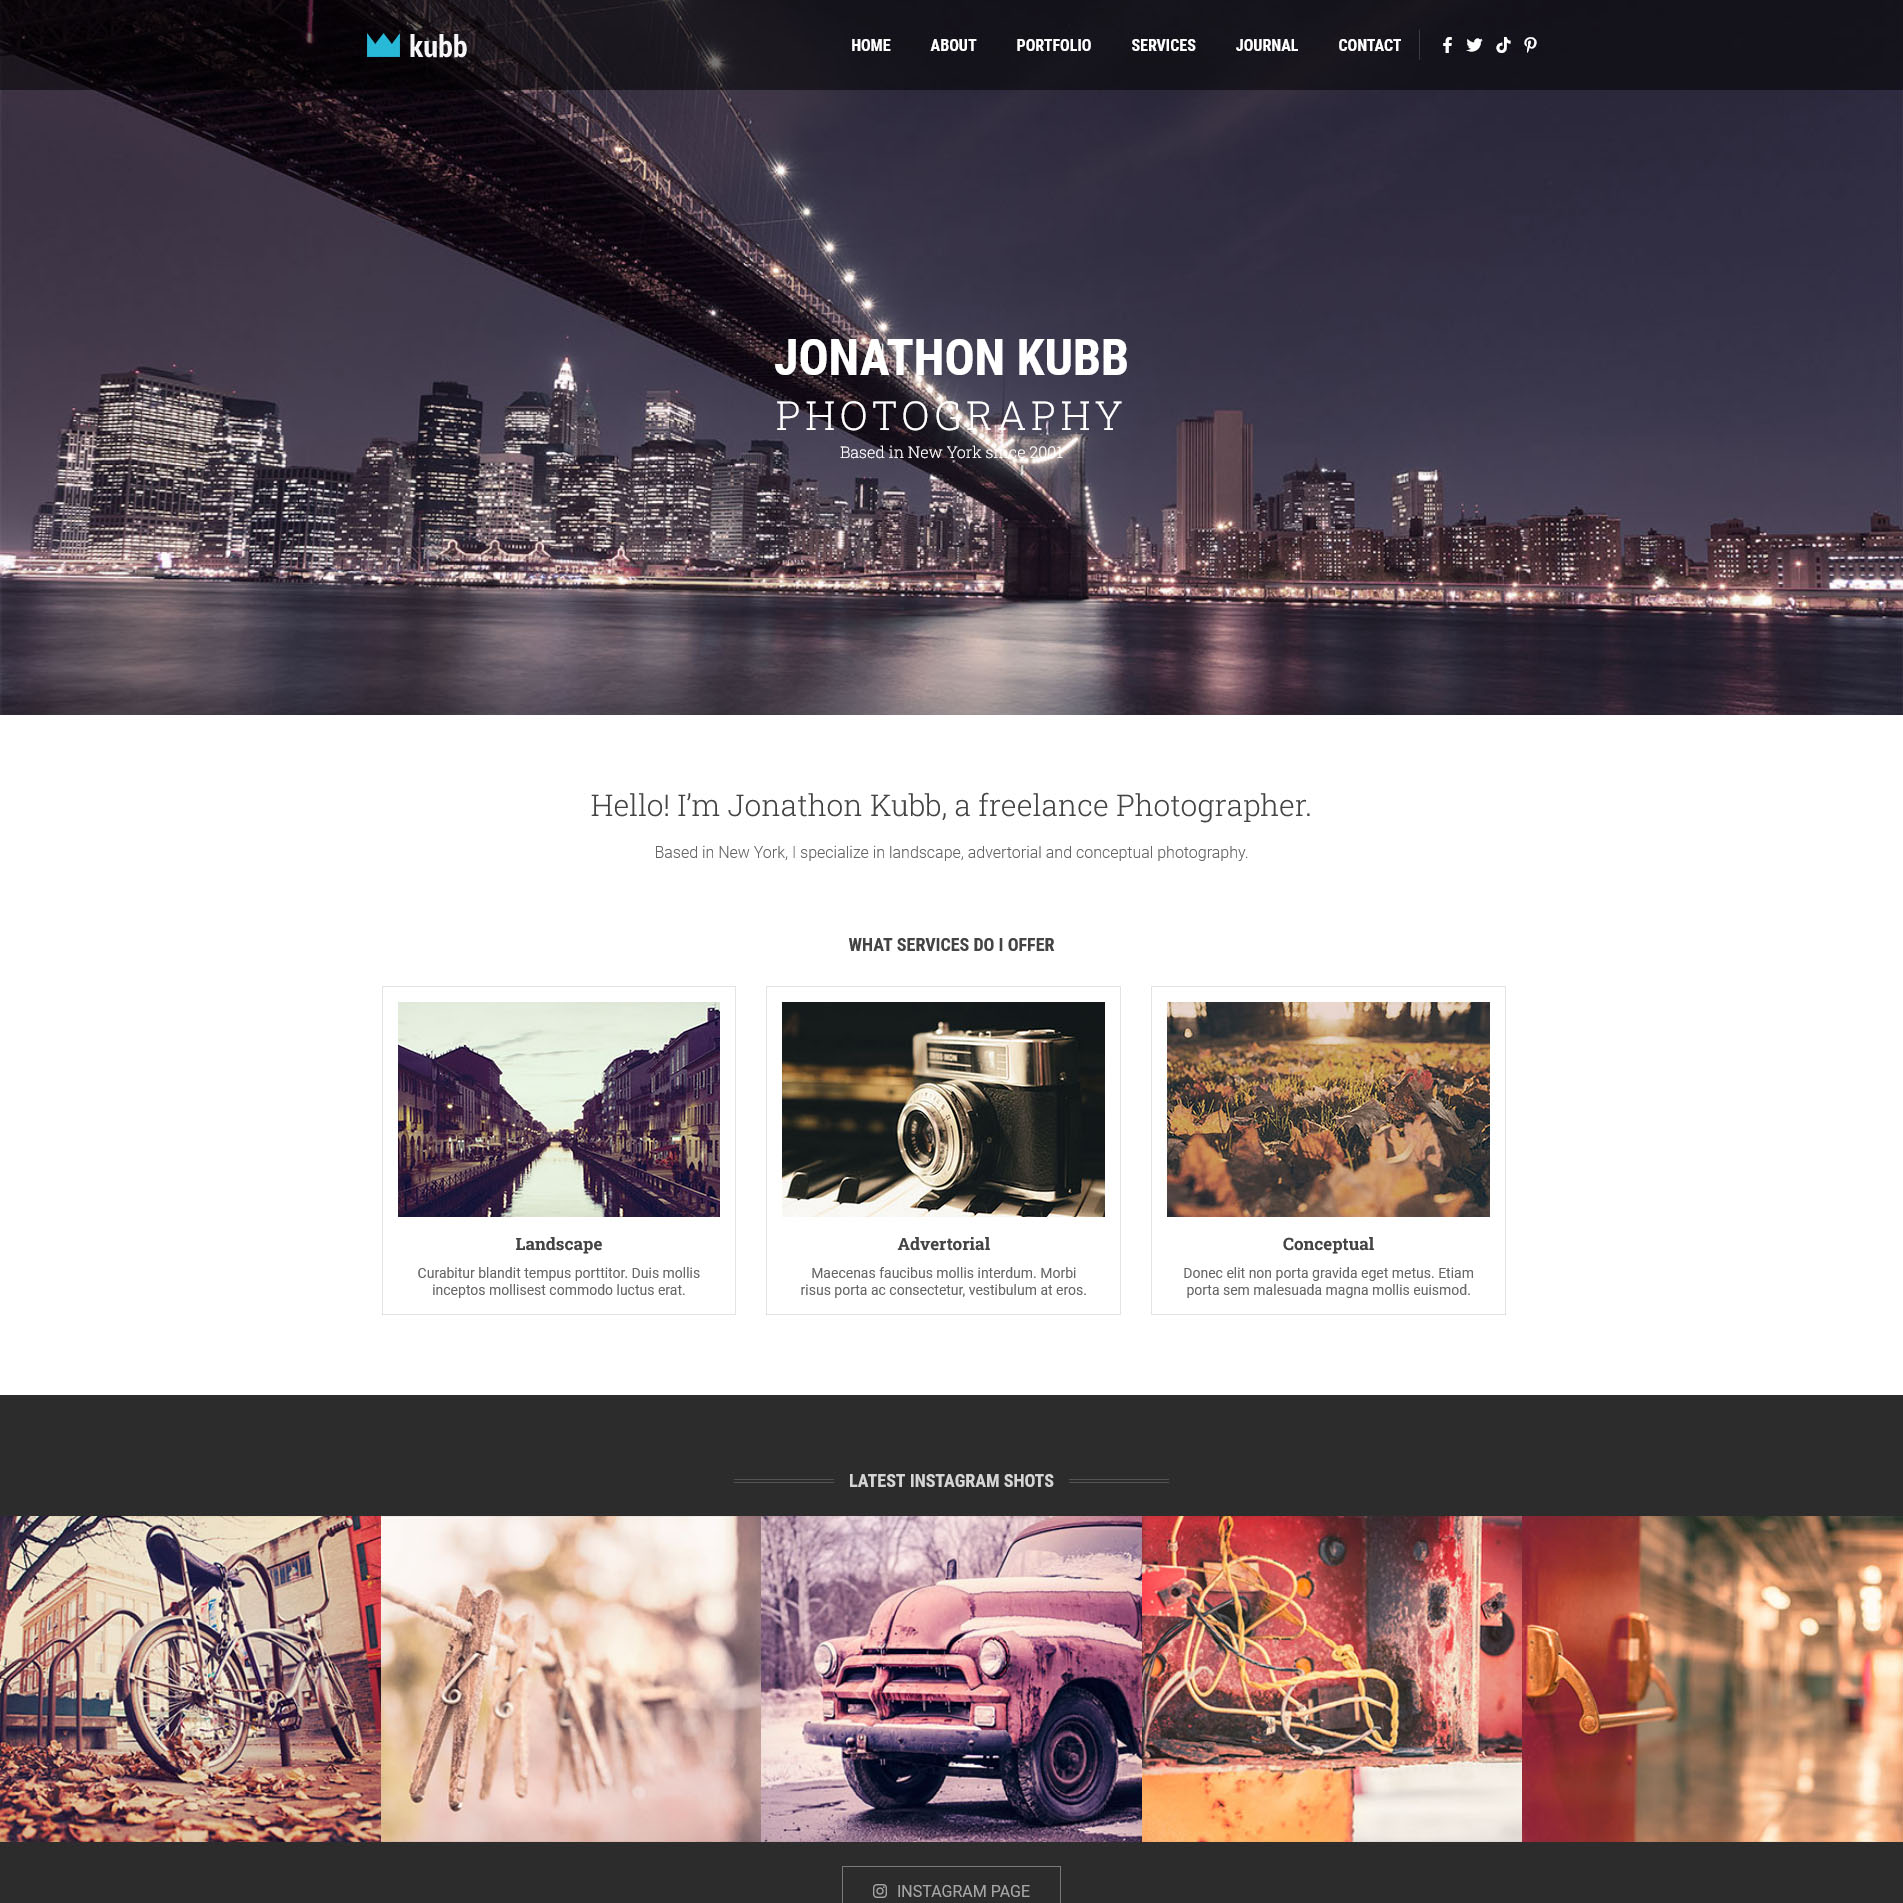 kubb
HOME ABOUT PORTFOLIO SERVICES JOURNAL CONTACT
JONATHON KUBB
PHOTOGRAPHY
Based in New York since 2001
Hello! I’m Jonathon Kubb, a freelance Photographer.
Based in New York, I specialize in landscape, advertorial and conceptual photography.
WHAT SERVICES DO I OFFER
Landscape
Curabitur blandit tempus porttitor. Duis mollis
inceptos mollisest commodo luctus erat.
Advertorial
Maecenas faucibus mollis interdum. Morbi
risus porta ac consectetur, vestibulum at eros.
Conceptual
Donec elit non porta gravida eget metus. Etiam
porta sem malesuada magna mollis euismod.
LATEST INSTAGRAM SHOTS
INSTAGRAM PAGE